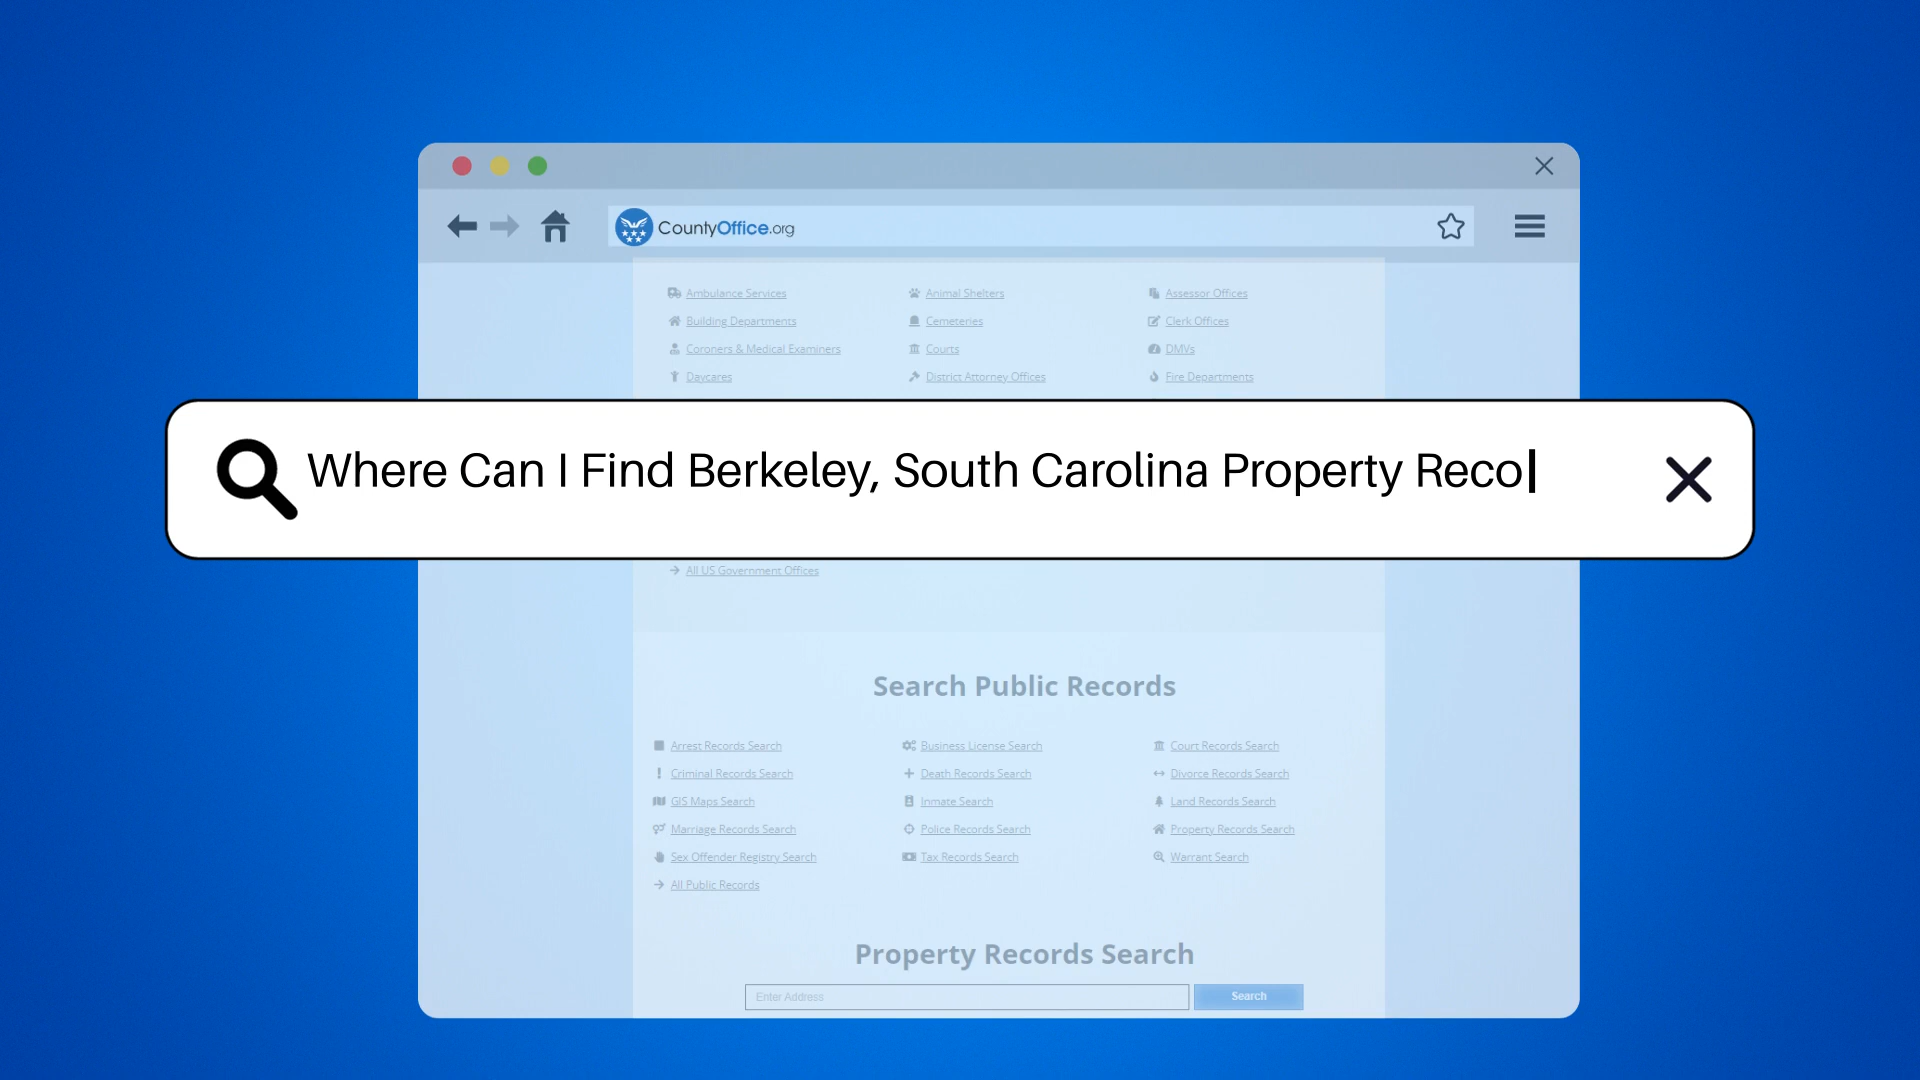 CountyOffice.org
Ambulance Services Animal Shelters Assessor Offices
Building Departments Cemeteries Clerk Offices
Coroners & Medical Examiners Courts DMVs
Daycares District Attorney Offices Fire Departments
Where Can I Find Berkeley, South Carolina Property Reco
All US Government Offices
Search Public Records
Arrest Records Search Business License Search Court Records Search
Criminal Records Search Death Records Search Divorce Records Search
GIS Maps Search Inmate Search Land Records Search
Marriage Records Search Police Records Search Property Records Search
Sex Offender Registry Search Tax Records Search Warrant Search
All Public Records
Property Records Search
Enter Address Search